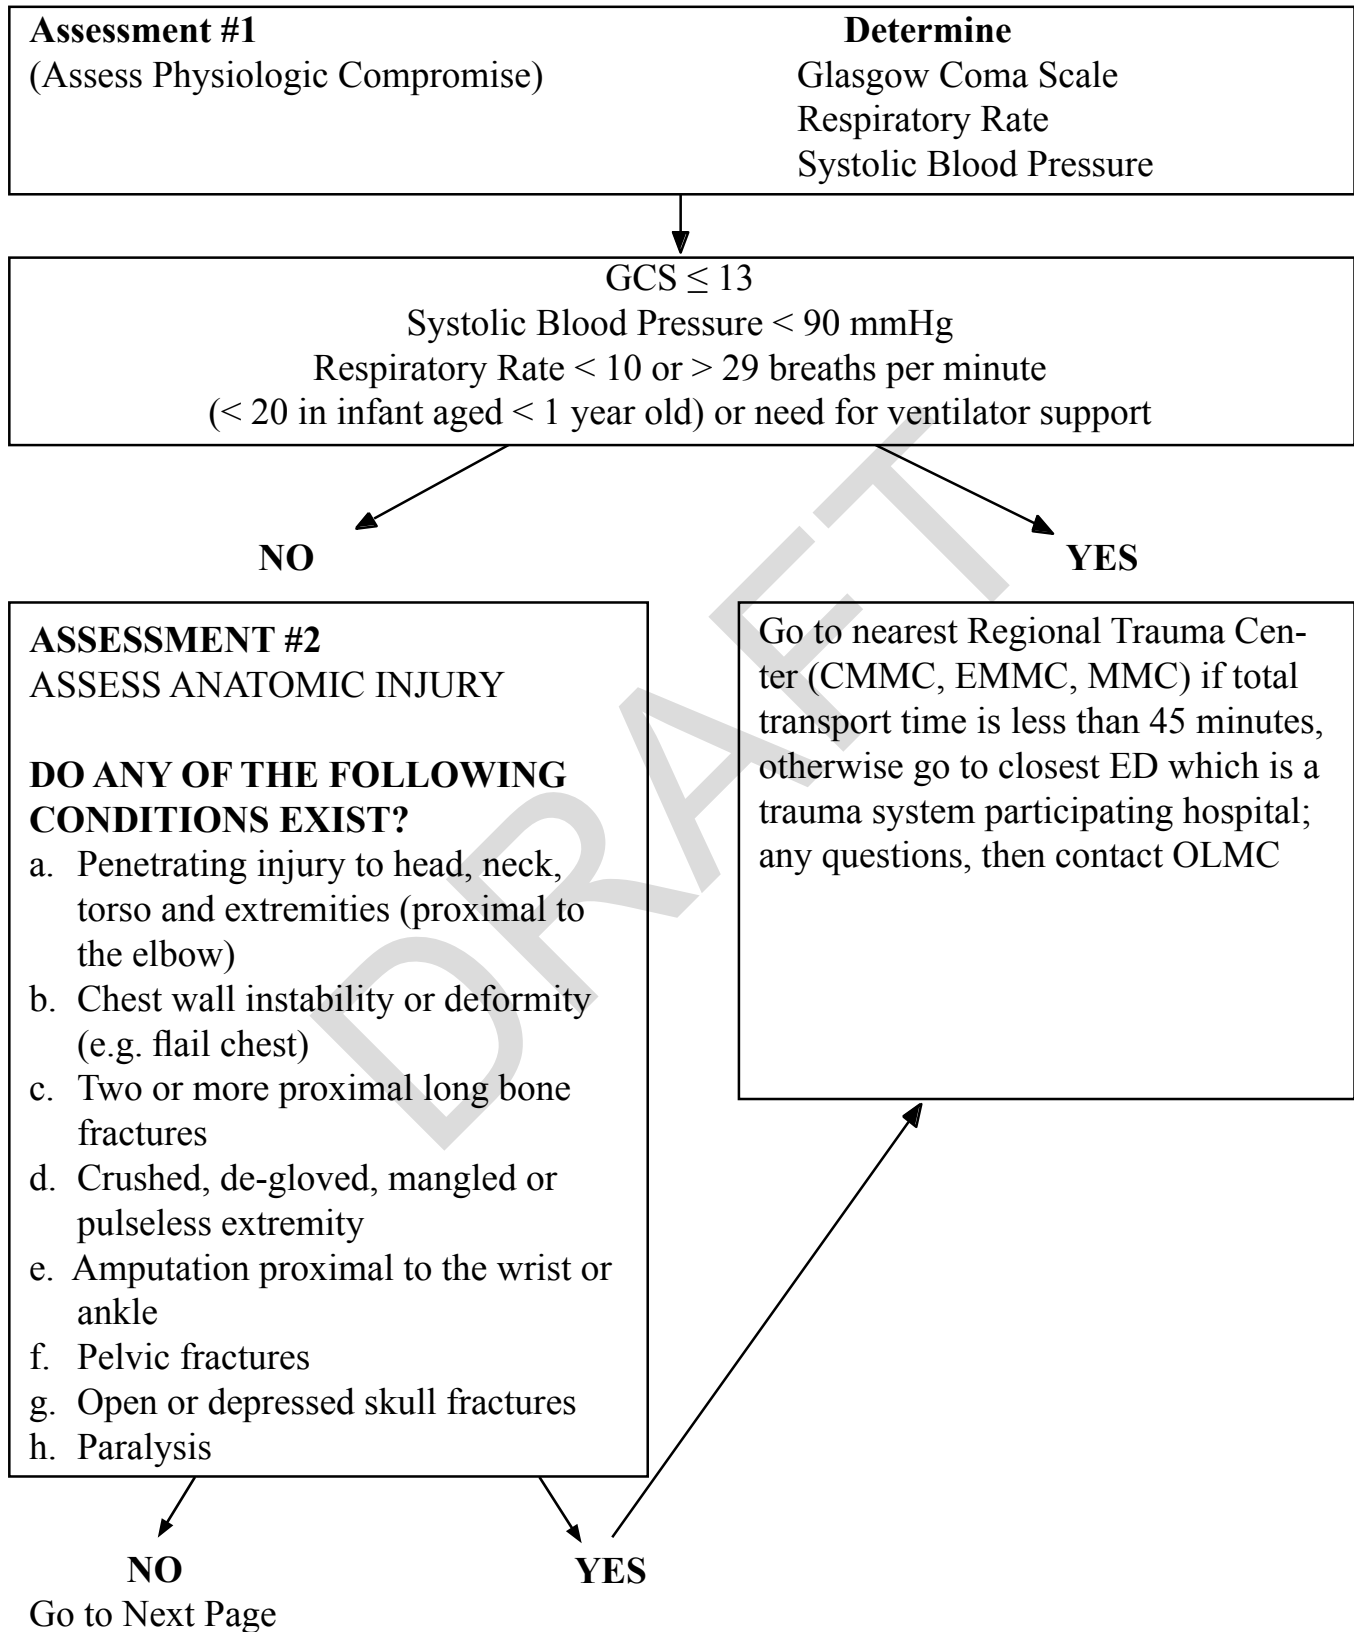 Assessment #1
(Assess Physiologic Compromise)
Determine
Glasgow Coma Scale
Respiratory Rate
Systolic Blood Pressure
GCS ≤ 13
Systolic Blood Pressure < 90 mmHg
Respiratory Rate < 10 or > 29 breaths per minute
(< 20 in infant aged < 1 year old) or need for ventilator support
NO
YES
ASSESSMENT #2
ASSESS ANATOMIC INJURY
DO ANY OF THE FOLLOWING
CONDITIONS EXIST?
a. Penetrating injury to head, neck,
torso and extremities (proximal to
the elbow)
b. Chest wall instability or deformity
(e.g. flail chest)
c. Two or more proximal long bone
fractures
d. Crushed, de-gloved, mangled or
pulseless extremity
e. Amputation proximal to the wrist or
ankle
f. Pelvic fractures
g. Open or depressed skull fractures
h. Paralysis
Go to nearest Regional Trauma Cen-
ter (CMMC, EMMC, MMC) if total
transport time is less than 45 minutes,
otherwise go to closest ED which is a
trauma system participating hospital;
any questions, then contact OLMC
NO
Go to Next Page
YES
DRAFT